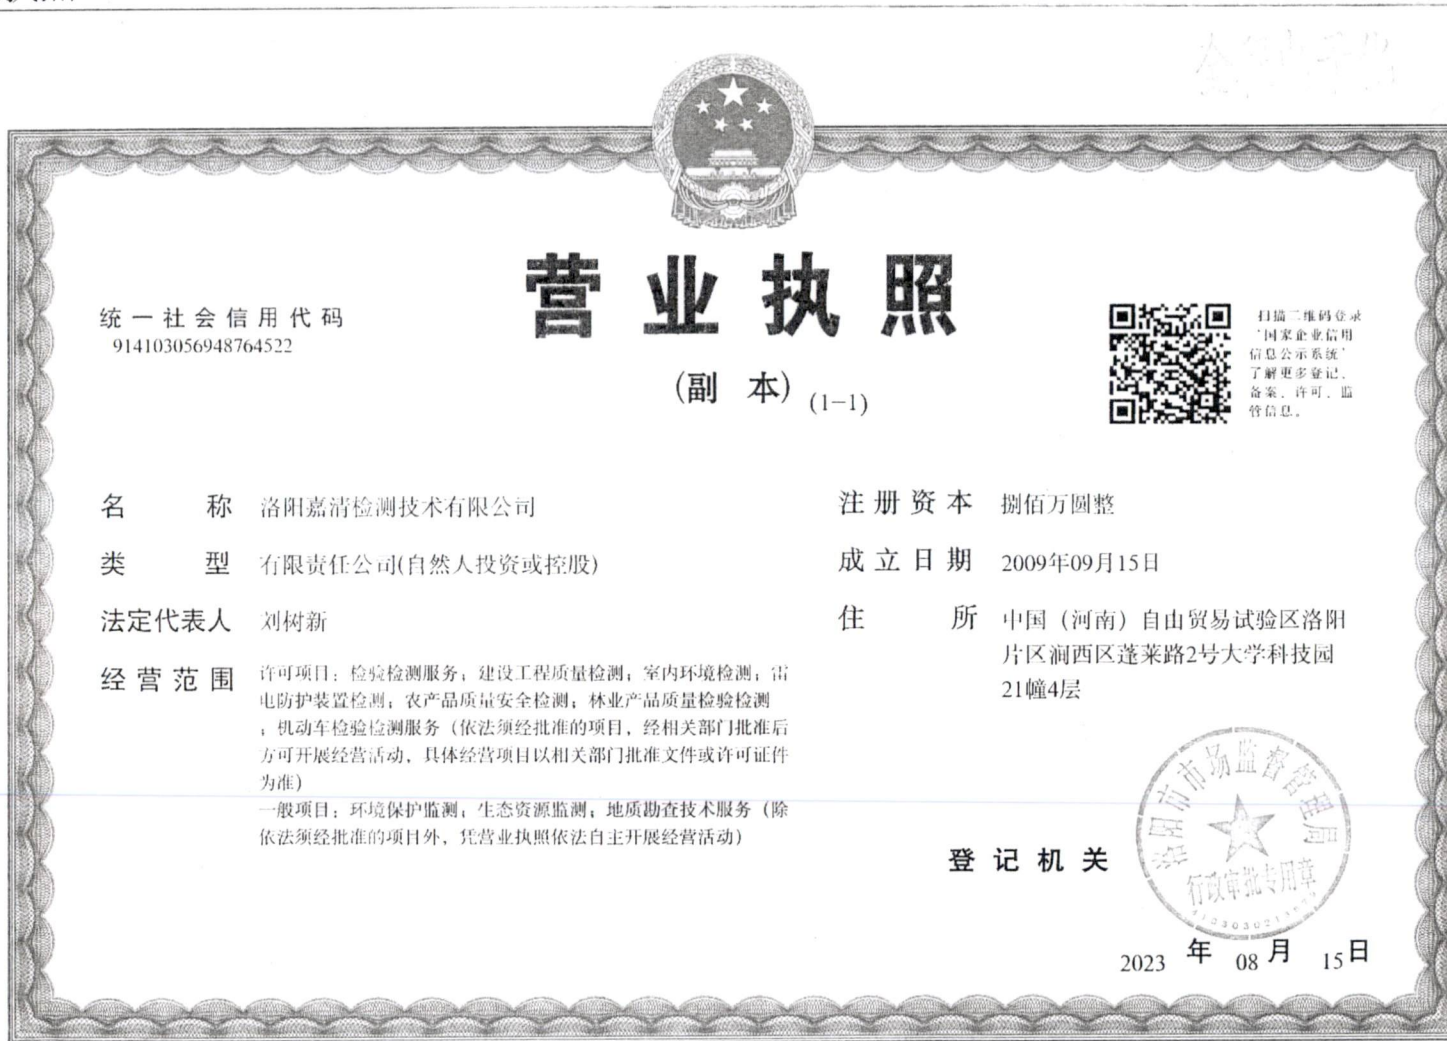 营业执照
(副 本) (1-1)
统一社会信用代码
9141030569487645 22
扫描二维码登录
‘国家企业信用
信息公示系统’
了解更多登记、
备案、许可、监
管信息。
名 称 洛阳嘉清检测技术有限公司
类 型 有限责任公司(自然人投资或控股)
法定代表人 刘树新
经营范围 许可项目：检验检测服务；建设工程质量检测；室内环境检测；雷
电防护装置检测；农产品质量安全检测；林业产品质量检验检测
；机动车检验检测服务（依法须经批准的项目，经相关部门批准后
方可开展经营活动，具体经营项目以相关部门批准文件或许可证件
为准）
一般项目：环境保护监测；生态资源监测；地质勘查技术服务（除
依法须经批准的项目外，凭营业执照依法自主开展经营活动）
注册资本 捌佰万圆整
成立日期 2009年09月15日
住 所 中国（河南）自由贸易试验区洛阳
片区涧西区蓬莱路2号大学科技园
21幢4层
登记机关
洛阳市市场监督管理局
行政审批专用章
2023 年 08 月 15 日